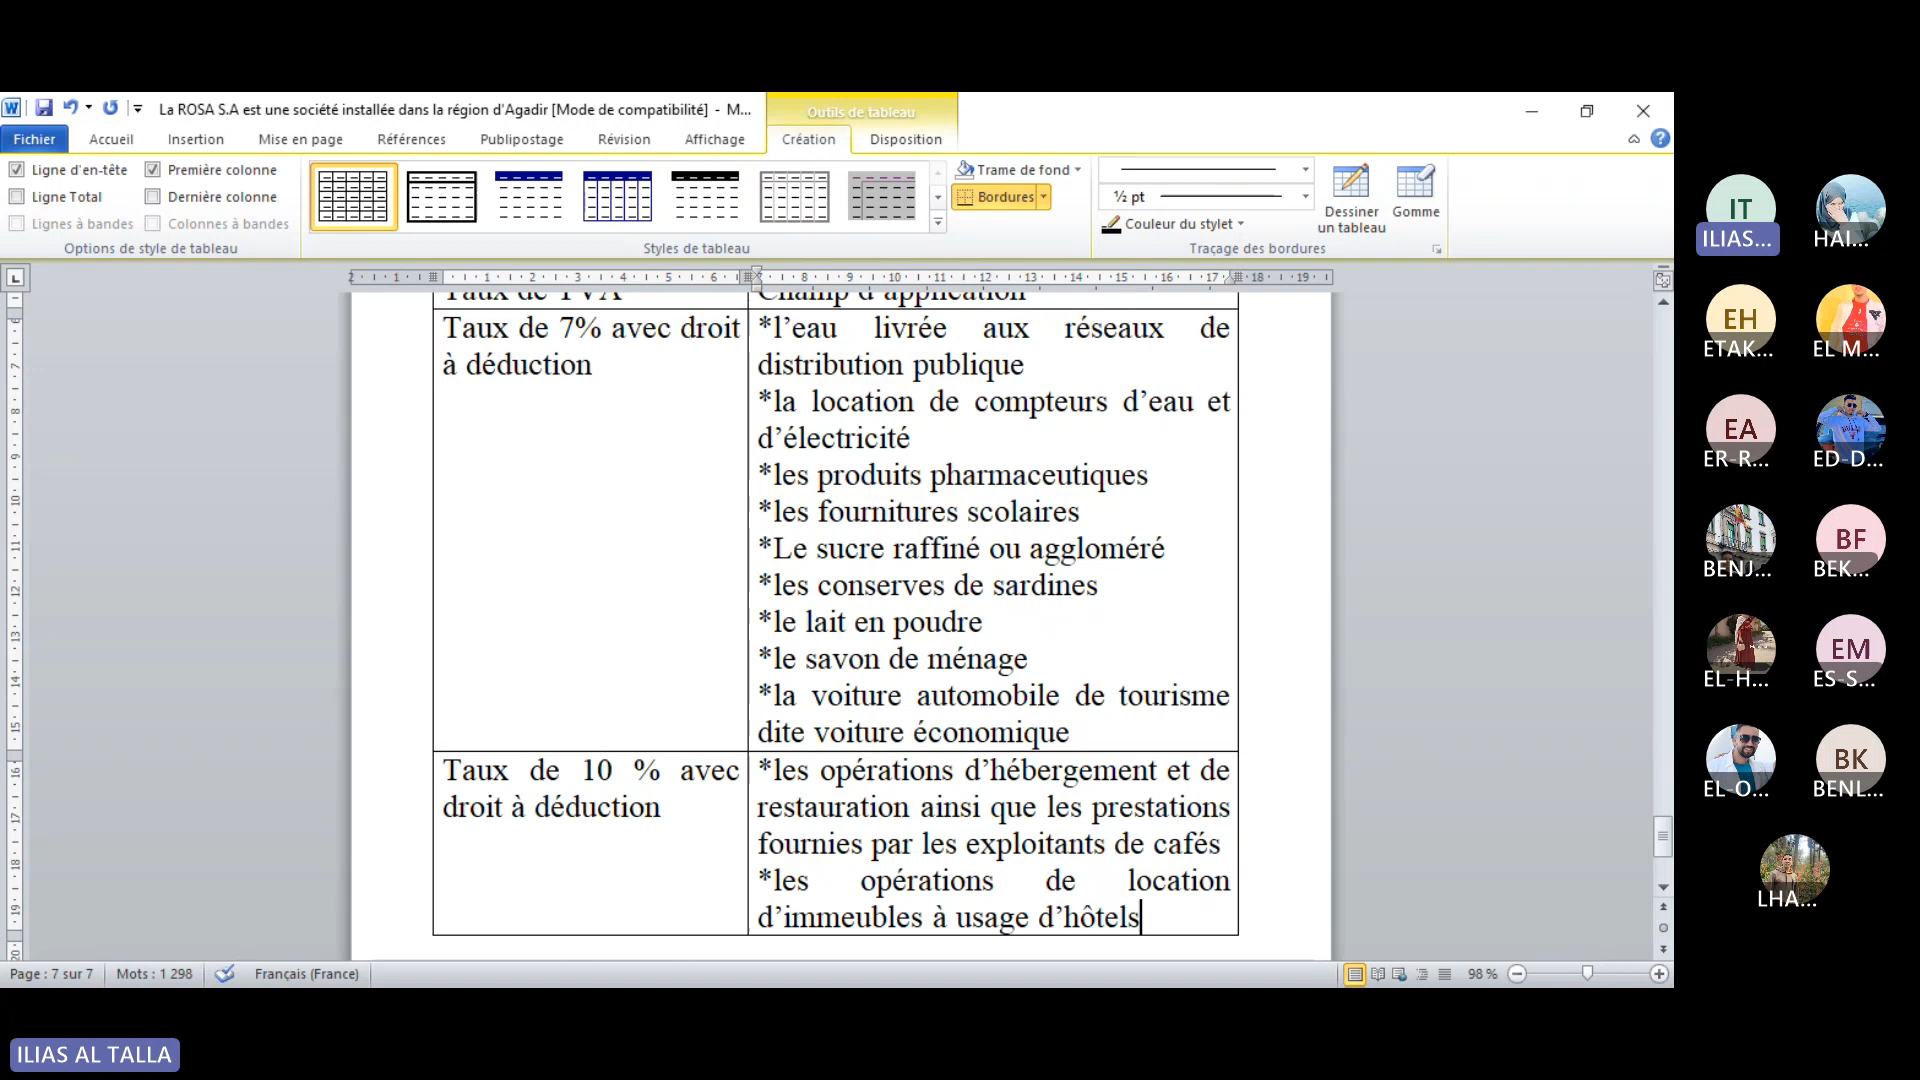 La ROSA S.A est une société installée dans la région d'Agadir [Mode de compatibilité] - M...
Outils de tableau
Fichier Accueil Insertion Mise en page Références Publipostage Révision Affichage Création Disposition
Ligne d'en-tête Première colonne
Ligne Total Dernière colonne
Lignes à bandes Colonnes à bandes
Options de style de tableau
Styles de tableau
Trame de fond
Bordures
½ pt
Couleur du stylet
Dessiner un tableau
Gomme
Traçage des bordures
Taux de TVA
Champ d'application
Taux de 7% avec droit
à déduction
*l’eau livrée aux réseaux de
distribution publique
*la location de compteurs d’eau et
d’électricité
*les produits pharmaceutiques
*les fournitures scolaires
*Le sucre raffiné ou aggloméré
*les conserves de sardines
*le lait en poudre
*le savon de ménage
*la voiture automobile de tourisme
dite voiture économique
Taux de 10 % avec
droit à déduction
*les opérations d’hébergement et de
restauration ainsi que les prestations
fournies par les exploitants de cafés
*les opérations de location
d’immeubles à usage d’hôtels
Page : 7 sur 7 Mots : 1 298 Français (France) 98 %
IT
ILIAS...
HAI...
EH
ETAK...
EL M...
EA
ER-R...
ED-D...
BENJ...
BF
BEK...
EL-H...
EM
ES-S...
EL-O...
BK
BENL...
LHA...
ILIAS AL TALLA